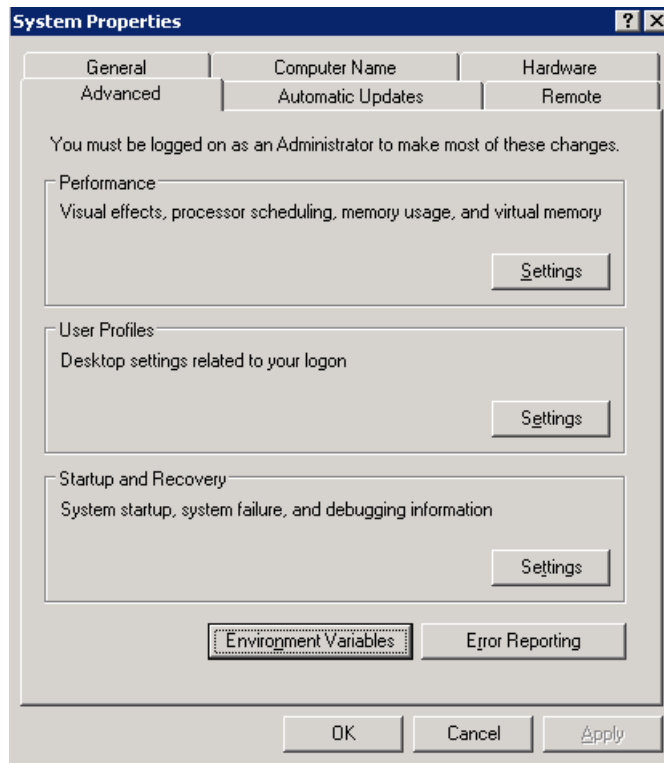 System Properties
?
X
General
Computer Name
Hardware
Advanced
Automatic Updates
Remote
You must be logged on as an Administrator to make most of these changes.
Performance
Visual effects, processor scheduling, memory usage, and virtual memory
Settings
User Profiles
Desktop settings related to your logon
Settings
Startup and Recovery
System startup, system failure, and debugging information
Settings
Environment Variables
Error Reporting
OK
Cancel
Apply